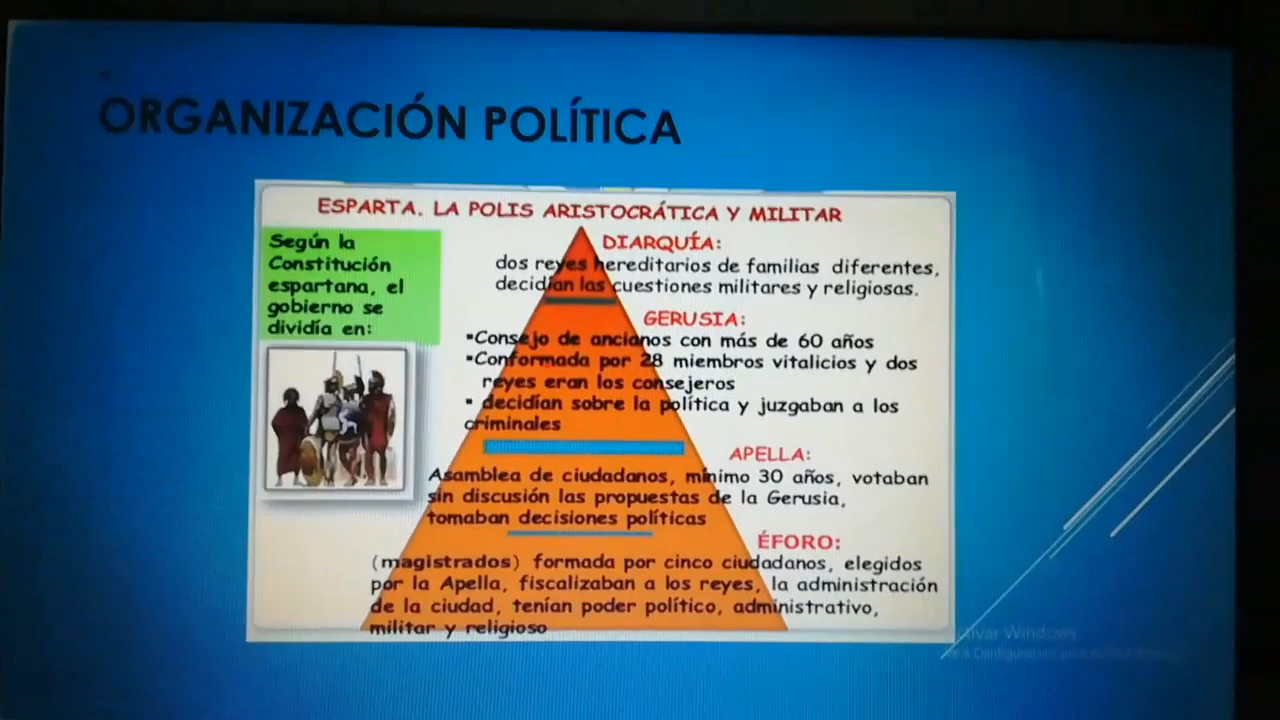 ORGANIZACIÓN POLÍTICA
ESPARTA. LA POLIS ARISTOCRÁTICA Y MILITAR
Según la
Constitución
espartana, el
gobierno se
dividía en:
DIARQUÍA:
dos reyes hereditarios de familias diferentes,
decidían las cuestiones militares y religiosas.
GERUSIA:
▪Consejo de ancianos con más de 60 años
▪Conformada por 28 miembros vitalicios y dos
reyes eran los consejeros
▪ decidían sobre la política y juzgaban a los
criminales
APELLA:
Asamblea de ciudadanos, mínimo 30 años, votaban
sin discusión las propuestas de la Gerusia,
tomaban decisiones políticas
ÉFORO:
(magistrados) formada por cinco ciudadanos, elegidos
por la Apella, fiscalizaban a los reyes, la administración
de la ciudad, tenían poder político, administrativo,
militar y religioso
Windows